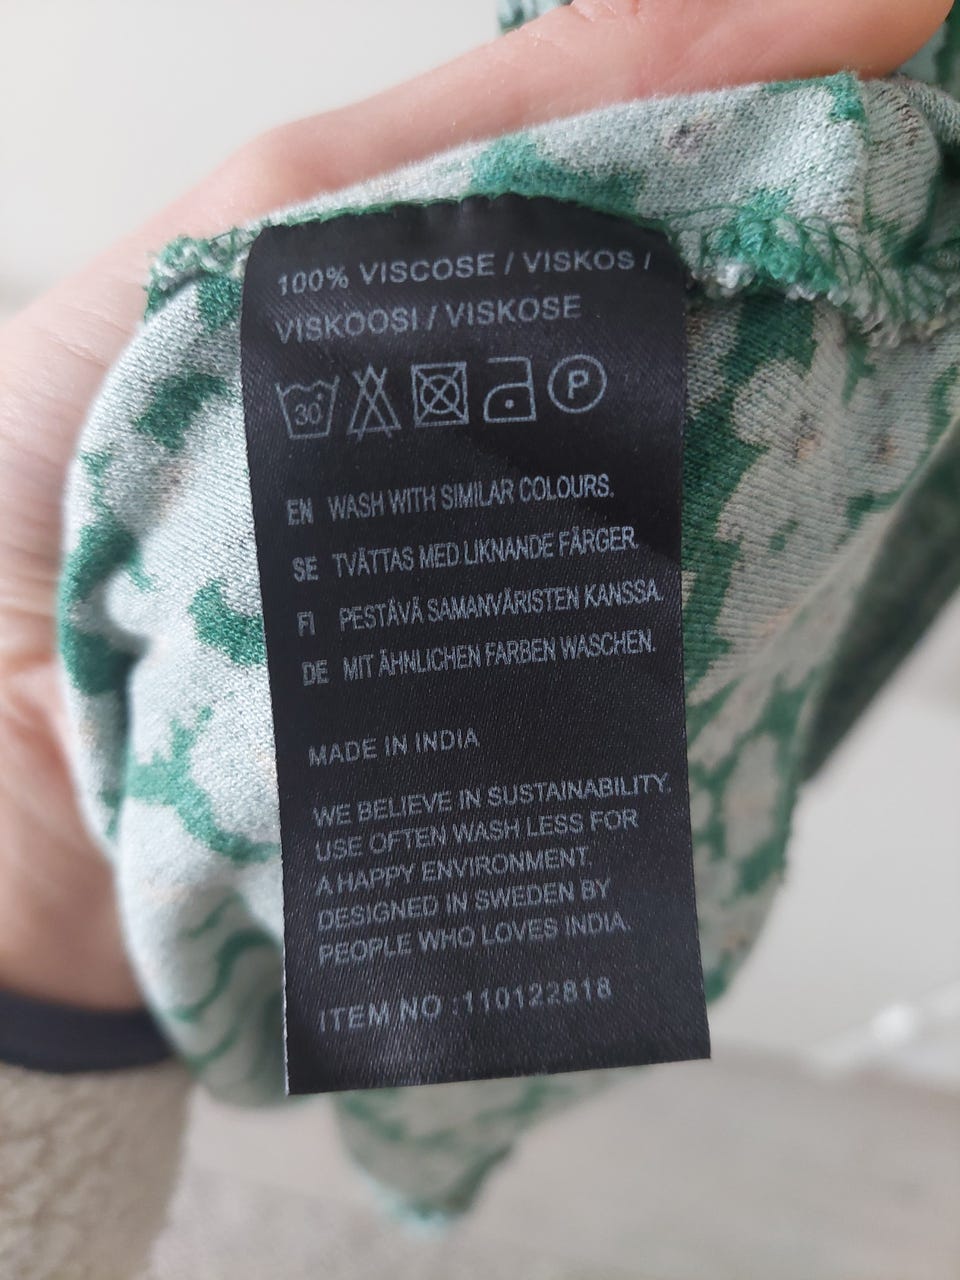 100% VISCOSE / VISKOS /
VISKOOSI / VISKOSE
30 P
EN WASH WITH SIMILAR COLOURS.
SE TVÄTTAS MED LIKNANDE FÄRGER.
FI PESTÄVÄ SAMANVÄRISTEN KANSSA.
DE MIT ÄHNLICHEN FARBEN WASCHEN.
MADE IN INDIA
WE BELIEVE IN SUSTAINABILITY.
USE OFTEN WASH LESS FOR
A HAPPY ENVIRONMENT.
DESIGNED IN SWEDEN BY
PEOPLE WHO LOVES INDIA.
ITEM NO :110122818